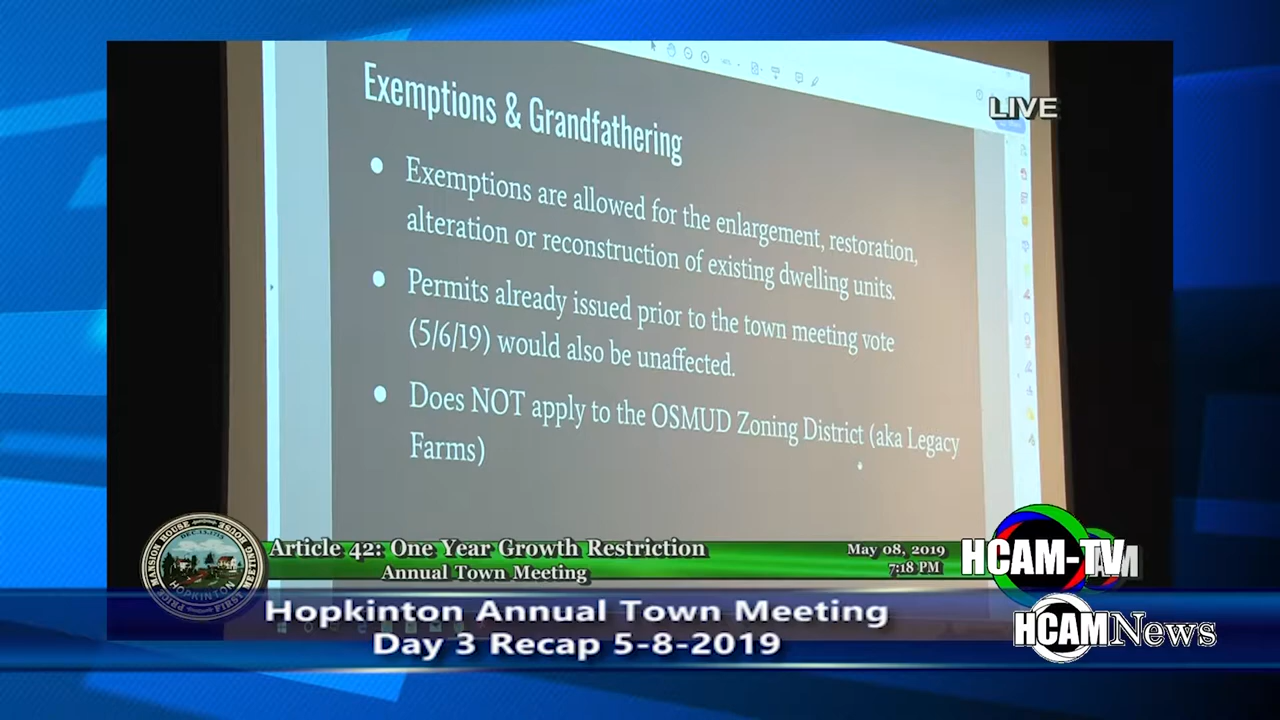 LIVE
Exemptions & Grandfathering
● Exemptions are allowed for the enlargement, restoration,
alteration or reconstruction of existing dwelling units.
● Permits already issued prior to the town meeting vote
(5/6/19) would also be unaffected.
● Does NOT apply to the OSMUD Zoning District (aka Legacy
Farms)
Article 42: One Year Growth Restriction
Annual Town Meeting
May 08, 2019
7:18 PM
HCAM-TV
Hopkinton Annual Town Meeting
Day 3 Recap 5-8-2019
HCAMNews
HOPKINTON